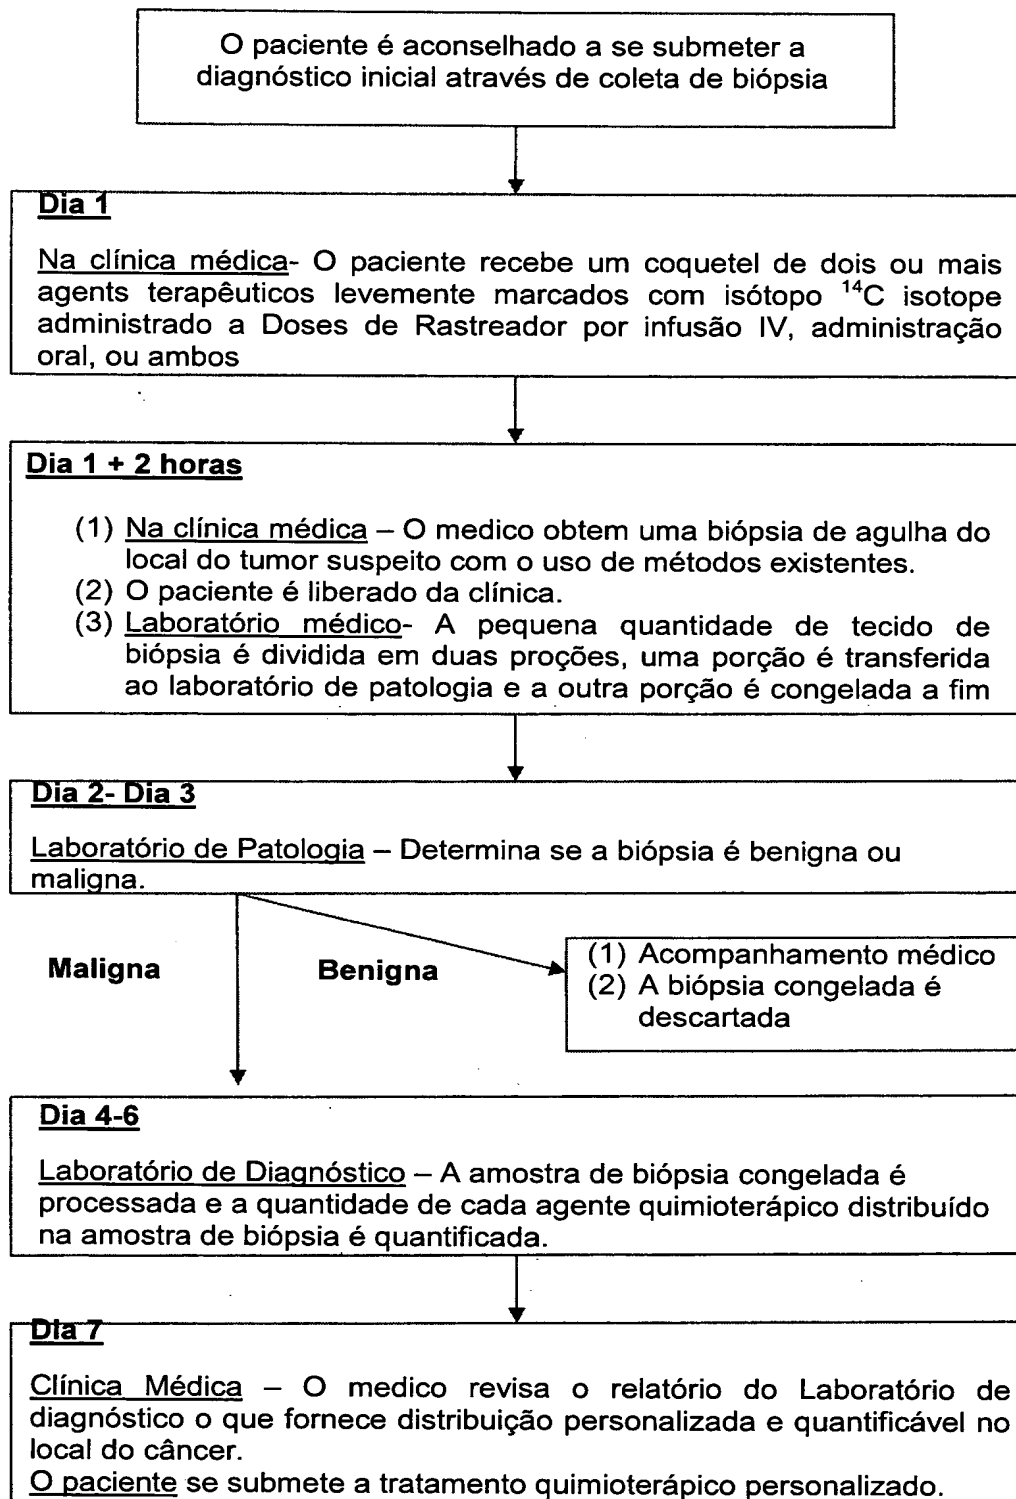 O paciente é aconselhado a se submeter a
diagnóstico inicial através de coleta de biópsia
Dia 1
Na clínica médica- O paciente recebe um coquetel de dois ou mais
agents terapêuticos levemente marcados com isótopo ¹⁴C isotope
administrado a Doses de Rastreador por infusão IV, administração
oral, ou ambos
Dia 1 + 2 horas
(1) Na clínica médica – O medico obtem uma biópsia de agulha do
local do tumor suspeito com o uso de métodos existentes.
(2) O paciente é liberado da clínica.
(3) Laboratório médico- A pequena quantidade de tecido de
biópsia é dividida em duas proções, uma porção é transferida
ao laboratório de patologia e a outra porção é congelada a fim
Dia 2- Dia 3
Laboratório de Patologia – Determina se a biópsia é benigna ou
maligna.
Maligna
Benigna
(1) Acompanhamento médico
(2) A biópsia congelada é
descartada
Dia 4-6
Laboratório de Diagnóstico – A amostra de biópsia congelada é
processada e a quantidade de cada agente quimioterápico distribuído
na amostra de biópsia é quantificada.
Dia 7
Clínica Médica – O medico revisa o relatório do Laboratório de
diagnóstico o que fornece distribuição personalizada e quantificável no
local do câncer.
O paciente se submete a tratamento quimioterápico personalizado.